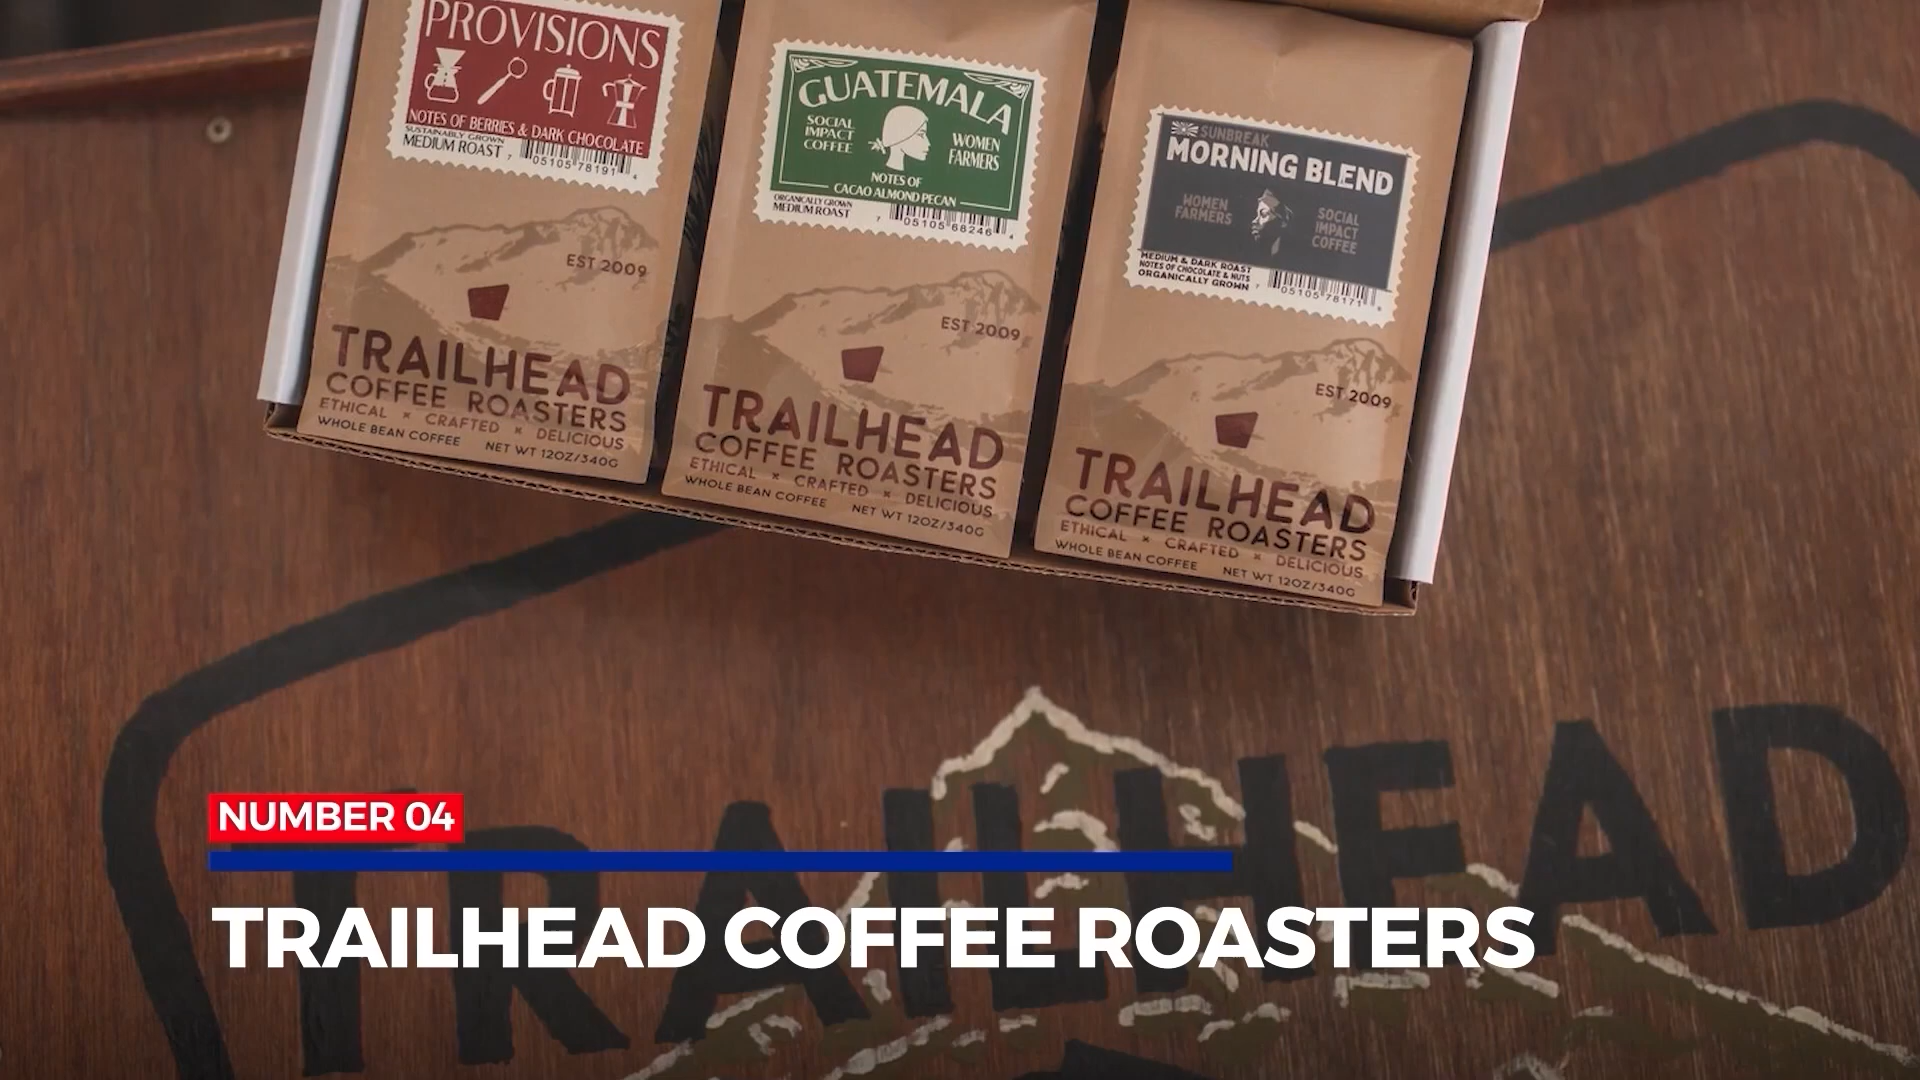 PROVISIONS
NOTES OF BERRIES & DARK CHOCOLATE
SUSTAINABLY GROWN
MEDIUM ROAST
7 05105 78191 4
EST 2009
TRAILHEAD
COFFEE ROASTERS
ETHICAL × CRAFTED × DELICIOUS
WHOLE BEAN COFFEE NET WT 12OZ/340G
GUATEMALA
SOCIAL
IMPACT
COFFEE
WOMEN
FARMERS
NOTES OF
CACAO ALMOND PECAN
ORGANICALLY GROWN
MEDIUM ROAST
7 05105 68246 4
EST 2009
TRAILHEAD
COFFEE ROASTERS
ETHICAL × CRAFTED × DELICIOUS
WHOLE BEAN COFFEE NET WT 12OZ/340G
SUNBREAK
MORNING BLEND
WOMEN
FARMERS
SOCIAL
IMPACT
COFFEE
MEDIUM & DARK ROAST
NOTES OF CHOCOLATE & NUTS
ORGANICALLY GROWN
7 05105 78171
EST 2009
TRAILHEAD
COFFEE ROASTERS
ETHICAL × CRAFTED × DELICIOUS
WHOLE BEAN COFFEE NET WT 12OZ/340G
TRAILHEAD
NUMBER 04
TRAILHEAD COFFEE ROASTERS